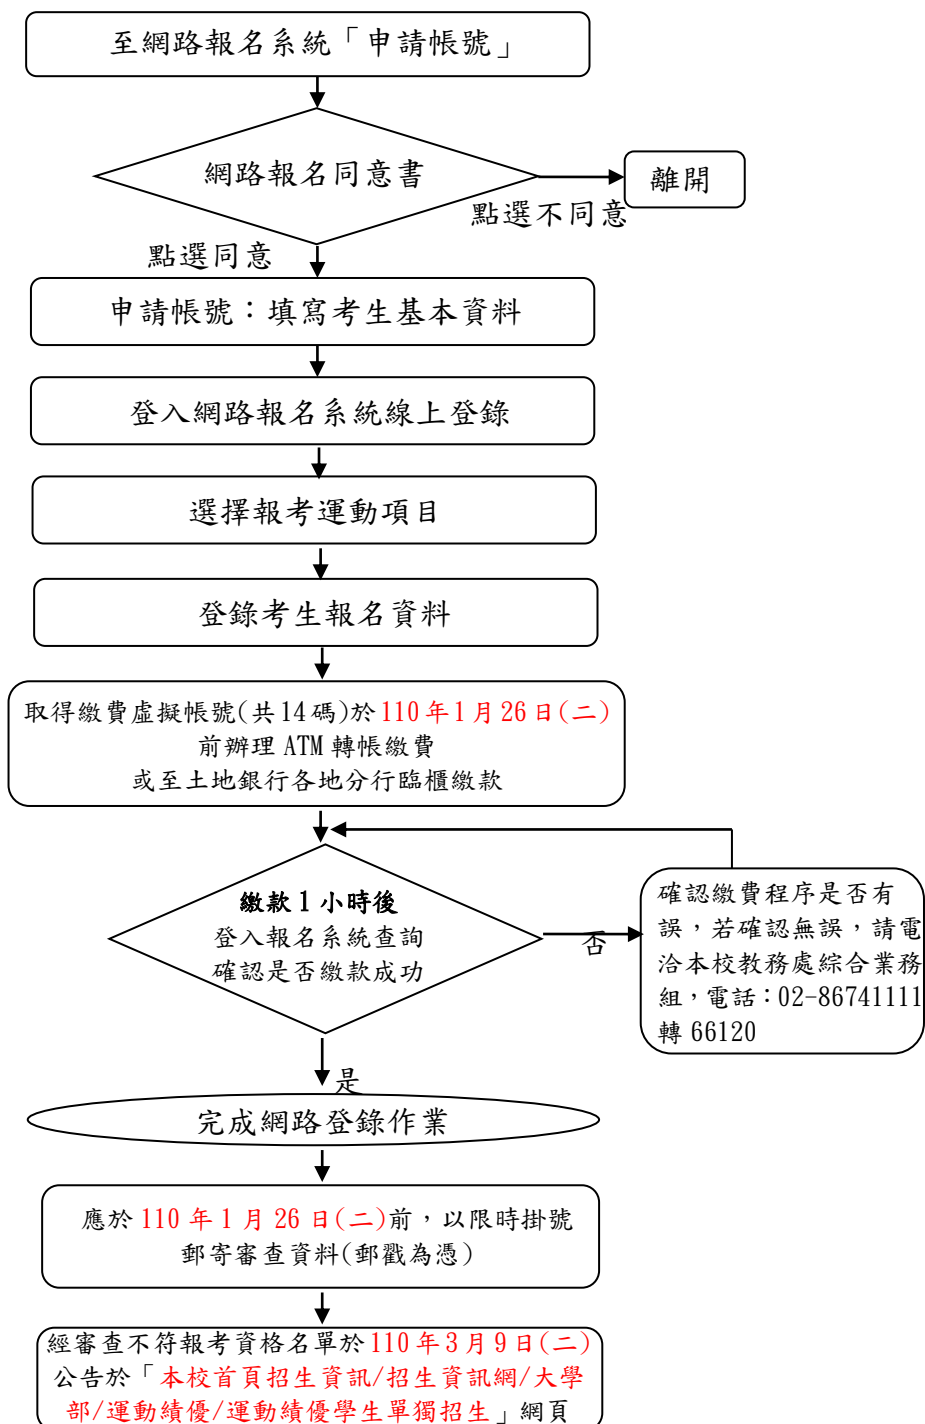 至網路報名系統「申請帳號」
網路報名同意書
離開
點選不同意
點選同意
申請帳號：填寫考生基本資料
登入網路報名系統線上登錄
選擇報考運動項目
登錄考生報名資料
取得繳費虛擬帳號(共14碼)於110年1月26日(二)
前辦理 ATM 轉帳繳費
或至土地銀行各地分行臨櫃繳款
繳款 1 小時後
登入報名系統查詢
確認是否繳款成功
否
確認繳費程序是否有
誤，若確認無誤，請電
洽本校教務處綜合業務
組，電話：02-86741111
轉 66120
是
完成網路登錄作業
應於 110 年 1 月 26 日(二)前，以限時掛號
郵寄審查資料(郵戳為憑)
經審查不符報考資格名單於110年3月9日(二)
公告於「本校首頁招生資訊/招生資訊網/大學
部/運動績優/運動績優學生單獨招生」網頁